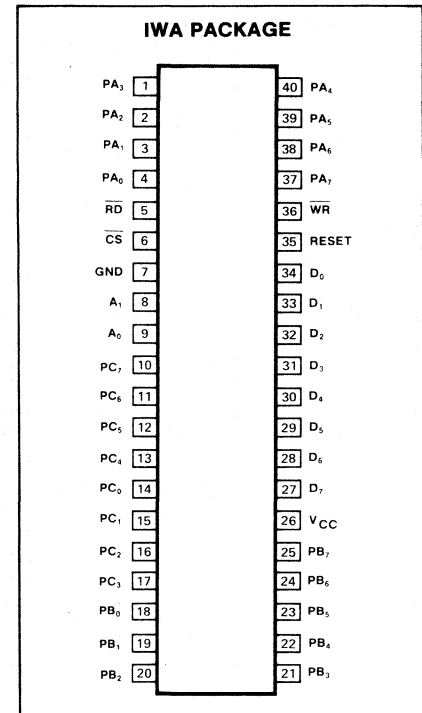 IWA PACKAGE
PA₃ 1 40 PA₄
PA₂ 2 39 PA₅
PA₁ 3 38 PA₆
PA₀ 4 37 PA₇
R̅D̅ 5 36 W̅R̅
C̅S̅ 6 35 RESET
GND 7 34 D₀
A₁ 8 33 D₁
A₀ 9 32 D₂
PC₇ 10 31 D₃
PC₆ 11 30 D₄
PC₅ 12 29 D₅
PC₄ 13 28 D₆
PC₀ 14 27 D₇
PC₁ 15 26 VCC
PC₂ 16 25 PB₇
PC₃ 17 24 PB₆
PB₀ 18 23 PB₅
PB₁ 19 22 PB₄
PB₂ 20 21 PB₃